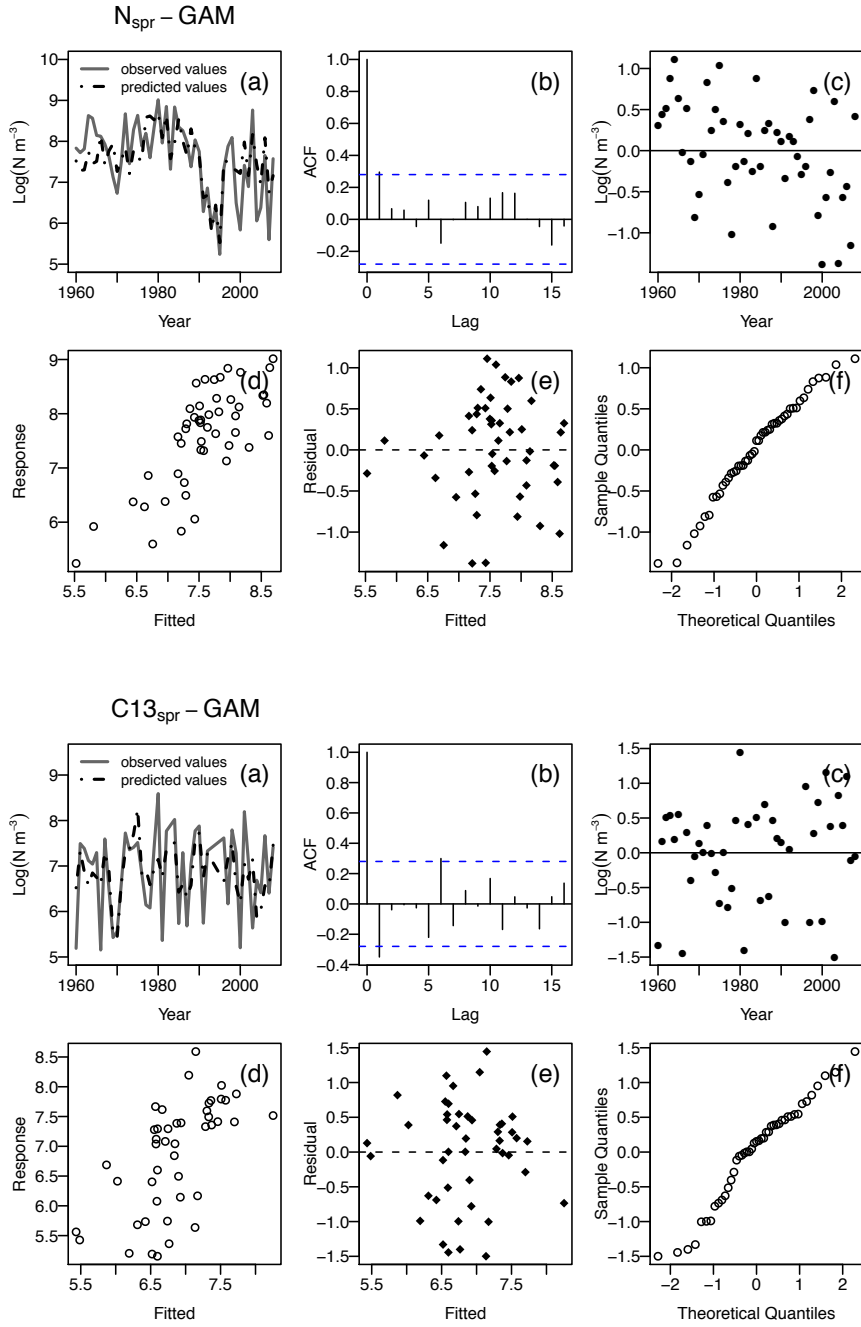 N_spr – GAM
observed values
predicted values
(a)
Log(N m⁻³)
10
9
8
7
6
5
1960 1980 2000
Year
(b)
ACF
1.0
0.8
0.6
0.4
0.2
0.0
−0.2
0 5 10 15
Lag
(c)
Log(N m⁻³)
1.0
0.5
0.0
−0.5
−1.0
1960 1980 2000
Year
(d)
Response
9
8
7
6
5.5 6.5 7.5 8.5
Fitted
(e)
Residual
1.0
0.5
0.0
−0.5
−1.0
5.5 6.5 7.5 8.5
Fitted
(f)
Sample Quantiles
1.0
0.5
0.0
−0.5
−1.0
−2 −1 0 1 2
Theoretical Quantiles
C13_spr – GAM
observed values
predicted values
(a)
Log(N m⁻³)
9
8
7
6
5
1960 1980 2000
Year
(b)
ACF
1.0
0.8
0.6
0.4
0.2
0.0
−0.2
−0.4
0 5 10 15
Lag
(c)
Log(N m⁻³)
1.5
1.0
0.5
0.0
−0.5
−1.0
−1.5
1960 1980 2000
Year
(d)
Response
8.5
8.0
7.5
7.0
6.5
6.0
5.5
5.5 6.5 7.5
Fitted
(e)
Residual
1.5
1.0
0.5
0.0
−0.5
−1.0
−1.5
5.5 6.5 7.5
Fitted
(f)
Sample Quantiles
1.5
1.0
0.5
0.0
−0.5
−1.0
−1.5
−2 −1 0 1 2
Theoretical Quantiles